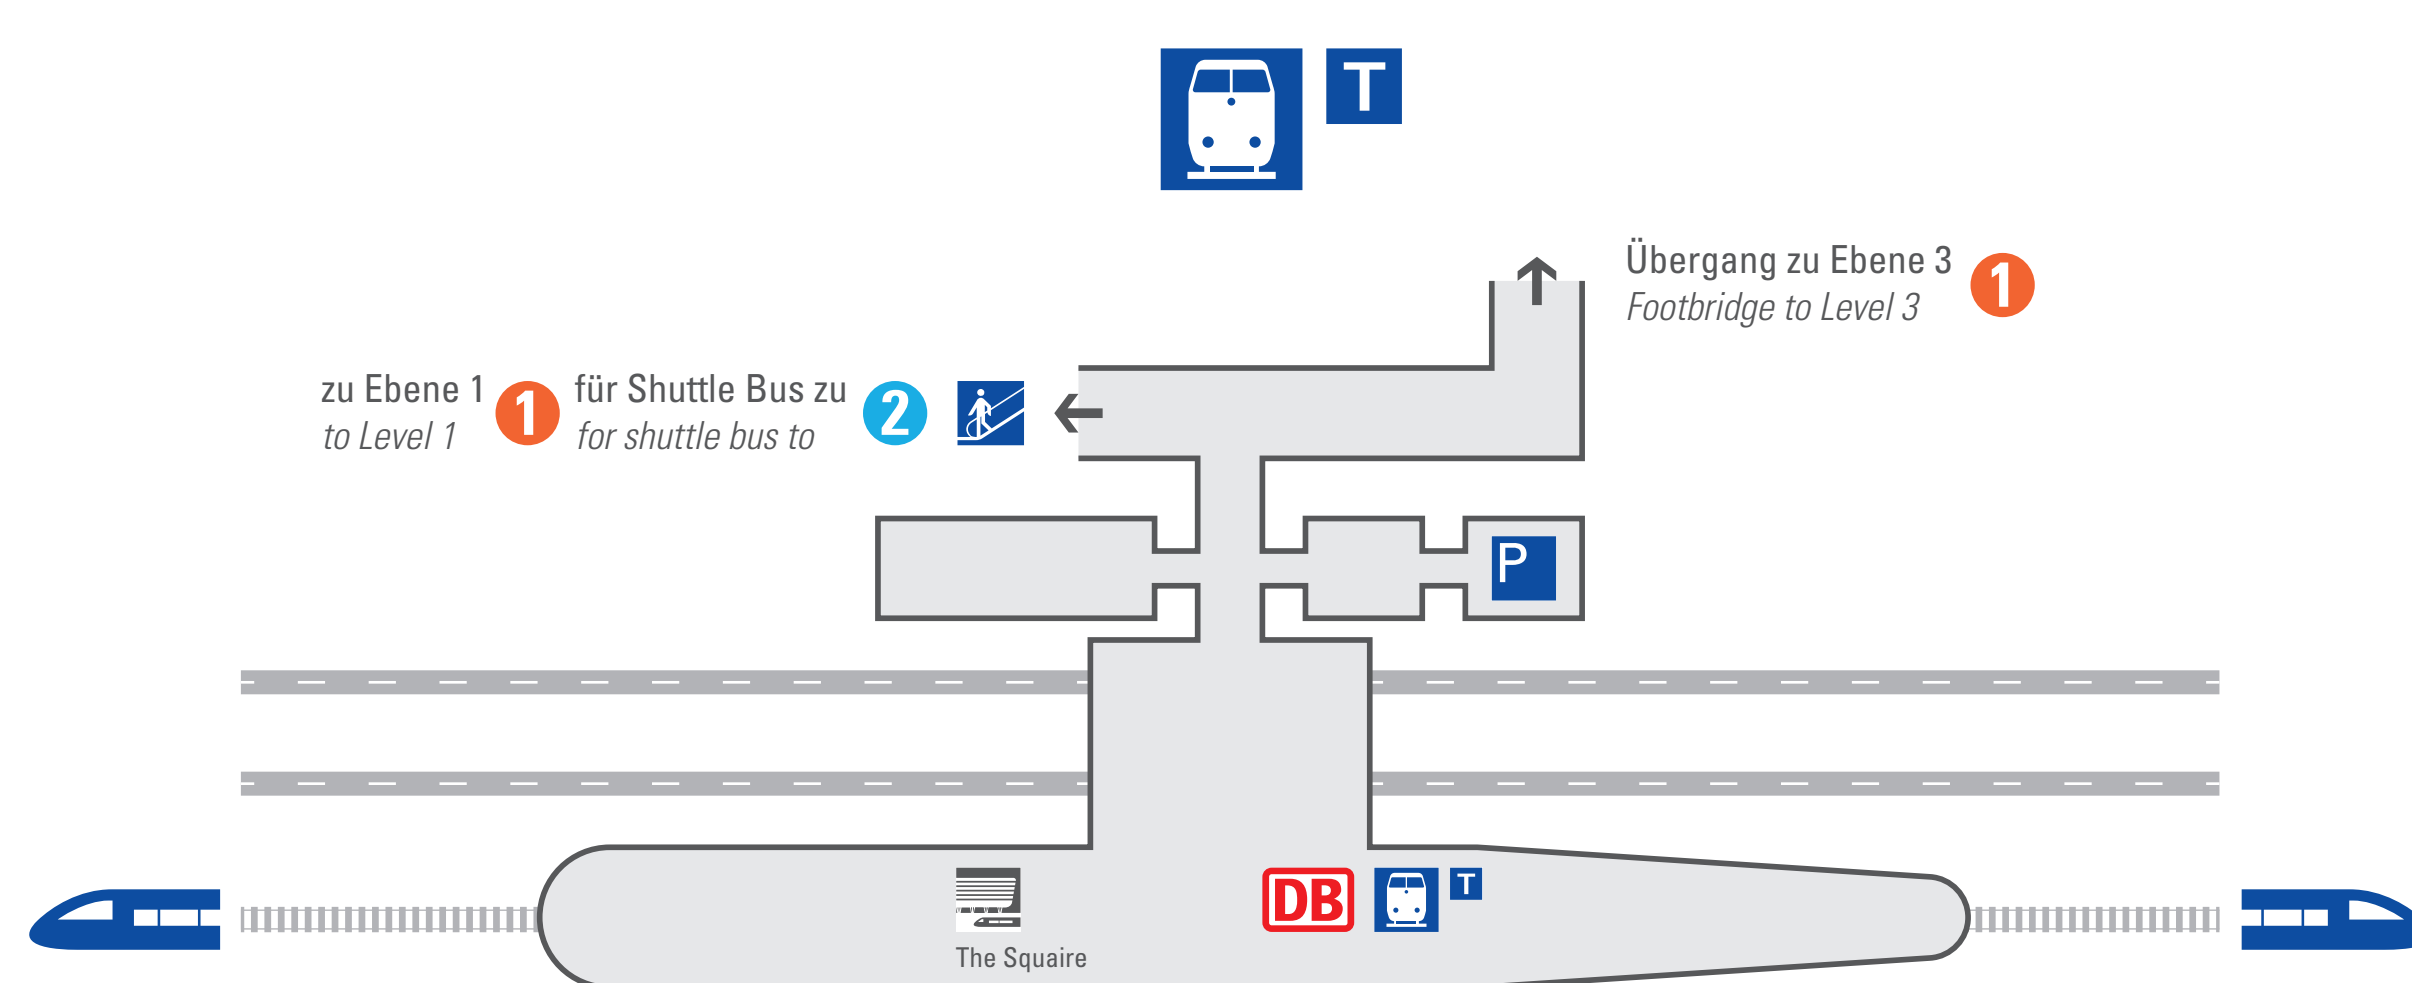 T
Übergang zu Ebene 3 1
Footbridge to Level 3
zu Ebene 1 1 für Shuttle Bus zu 2
to Level 1 for shuttle bus to
P
DB T
The Squaire